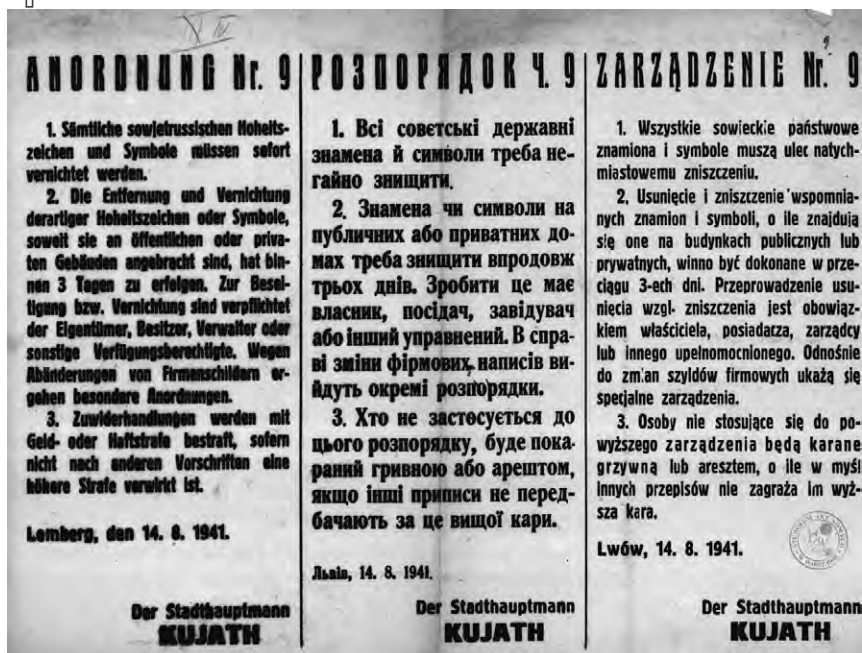 ANORDNUNG Nr. 9
1. Sämtliche sowjetrussischen Hoheits-
zeichen und Symbole müssen sofort
vernichtet werden.
2. Die Entfernung und Vernichtung
derartiger Hoheitszeichen oder Symbole,
soweit sie an öffentlichen oder priva-
ten Gebäuden angebracht sind, hat bin-
nen 3 Tagen zu erfolgen. Zur Besei-
tigung bzw. Vernichtung sind verpflichtet
der Eigentümer, Besitzer, Verwalter oder
sonstige Verfügungsberechtigte. Wegen
Abänderungen von Firmenschildern er-
gehen besondere Anordnungen.
3. Zuwiderhandlungen werden mit
Geld- oder Haftstrafe bestraft, sofern
nicht nach anderen Vorschriften eine
höhere Strafe verwirkt ist.
Lemberg, den 14. 8. 1941.
Der Stadthauptmann
KUJATH
РОЗПОРЯДОК Ч. 9
1. Всі совєтські державні
знамена й символи треба не-
гайно знищити.
2. Знамена чи символи на
публичних або приватних до-
мах треба знищити впродовж
трьох днів. Зробити це має
власник, посідач, завідувач
або інший управнений. В спра-
ві зміни фірмових написів ви-
йдуть окремі розпорядки.
3. Хто не застосується до
цього розпорядку, буде пока-
раний гривною або арештом,
якщо інші приписи не перед-
бачають за це вищої кари.
Львів, 14. 8. 1941.
Der Stadthauptmann
KUJATH
ZARZĄDZENIE Nr. 9
1. Wszystkie sowieckie państwowe
znamiona i symbole muszą ulec natych-
miastowemu zniszczeniu.
2. Usunięcie i zniszczenie wspomnia-
nych znamion i symboli, o ile znajdują
się one na budynkach publicznych lub
prywatnych, winno być dokonane w prze-
ciągu 3-ech dni. Przeprowadzenie usu-
nięcia wzgl. zniszczenia jest obowiąz-
kiem właściciela, posiadacza, zarządcy
lub innego upełnomocnionego. Odnośnie
do zmian szyldów firmowych ukażą się
specjalne zarządzenia.
3. Osoby nie stosujące się do po-
wyższego zarządzenia będą karane
grzywną lub aresztem, o ile w myśl
innych przepisów nie zagraża im wyż-
sza kara.
Lwów, 14. 8. 1941.
Der Stadthauptmann
KUJATH